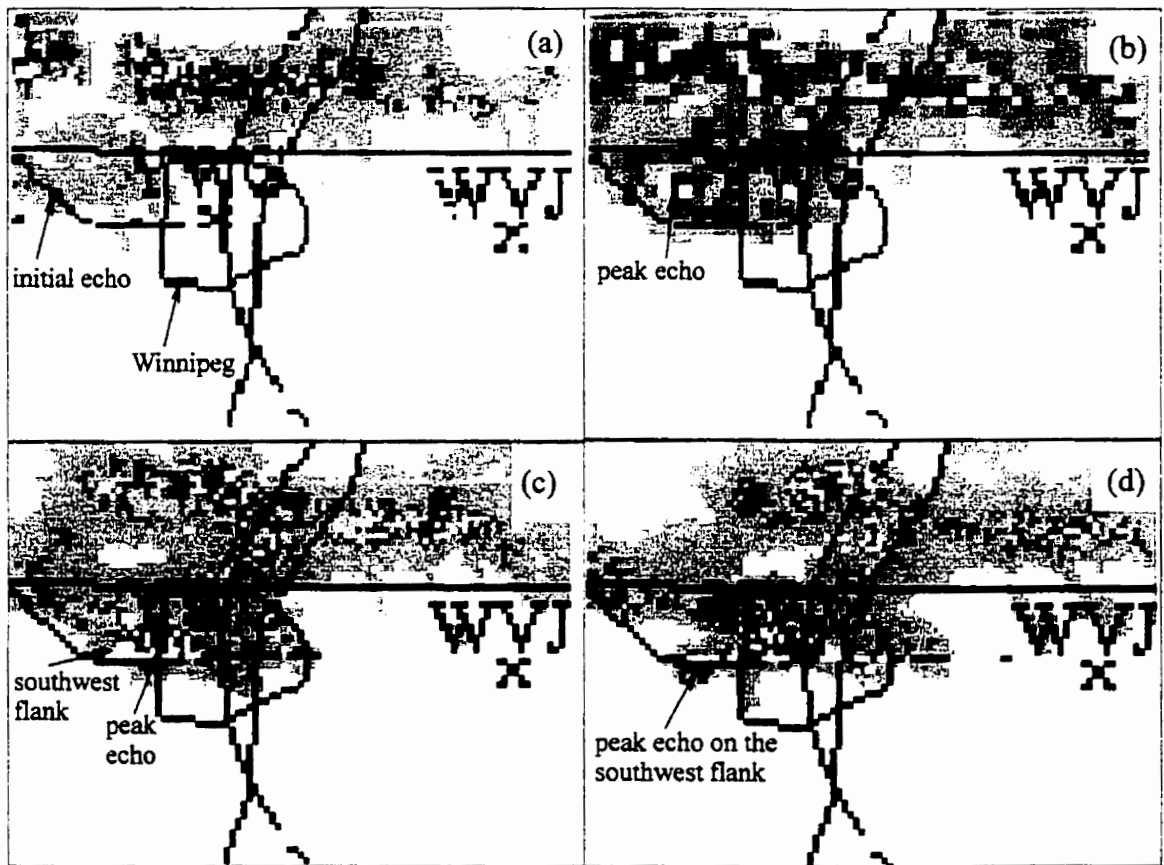 (a)
initial echo
Winnipeg
WVJ
(b)
peak echo
WVJ
(c)
southwest
flank
peak
echo
WVJ
(d)
peak echo on the
southwest flank
WVJ